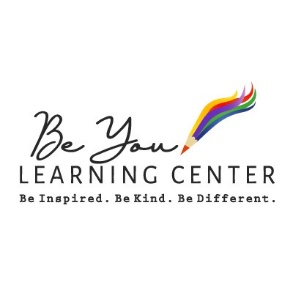 Be You
LEARNING CENTER
Be Inspired. Be Kind. Be Different.